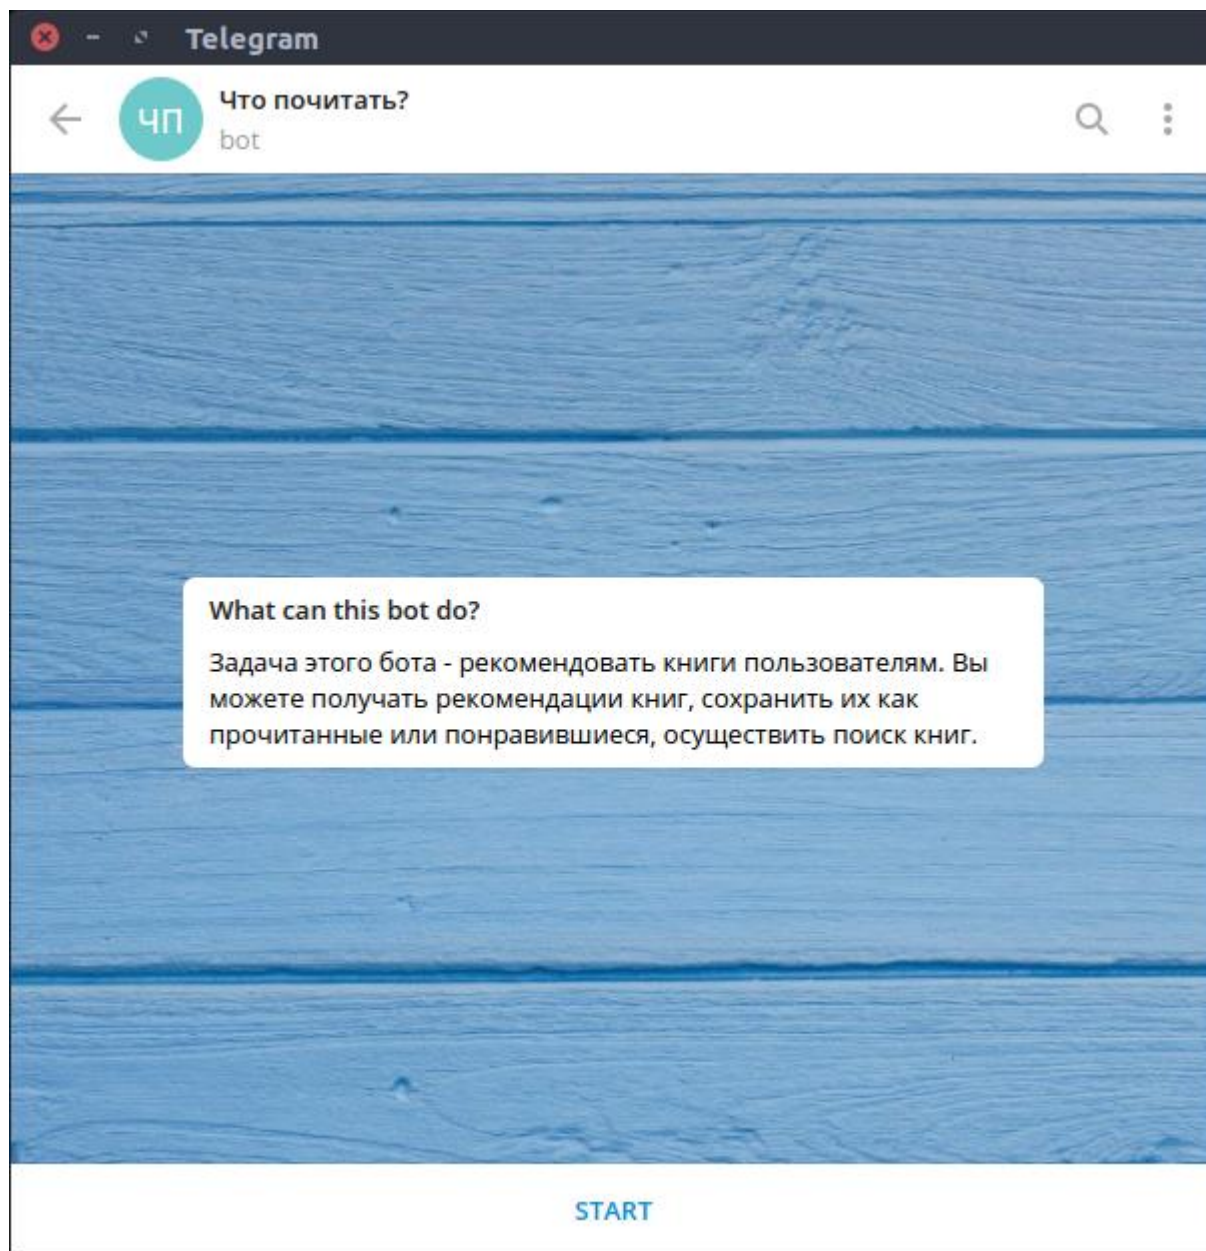 Telegram
ЧП
Что почитать?
bot
What can this bot do?
Задача этого бота - рекомендовать книги пользователям. Вы
можете получать рекомендации книг, сохранить их как
прочитанные или понравившиеся, осуществить поиск книг.
START